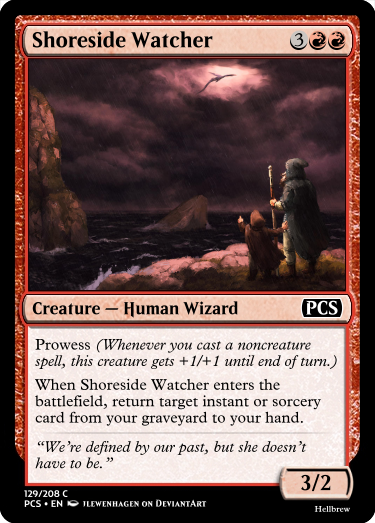 Shoreside Watcher 3
Creature — Human Wizard PCS
Prowess (Whenever you cast a noncreature
spell, this creature gets +1/+1 until end of turn.)
When Shoreside Watcher enters the
battlefield, return target instant or sorcery
card from your graveyard to your hand.
“We’re defined by our past, but she doesn’t
have to be.”
3/2
129/208 C
PCS • EN ILEWENHAGEN ON DEVIANTART
Hellbrew